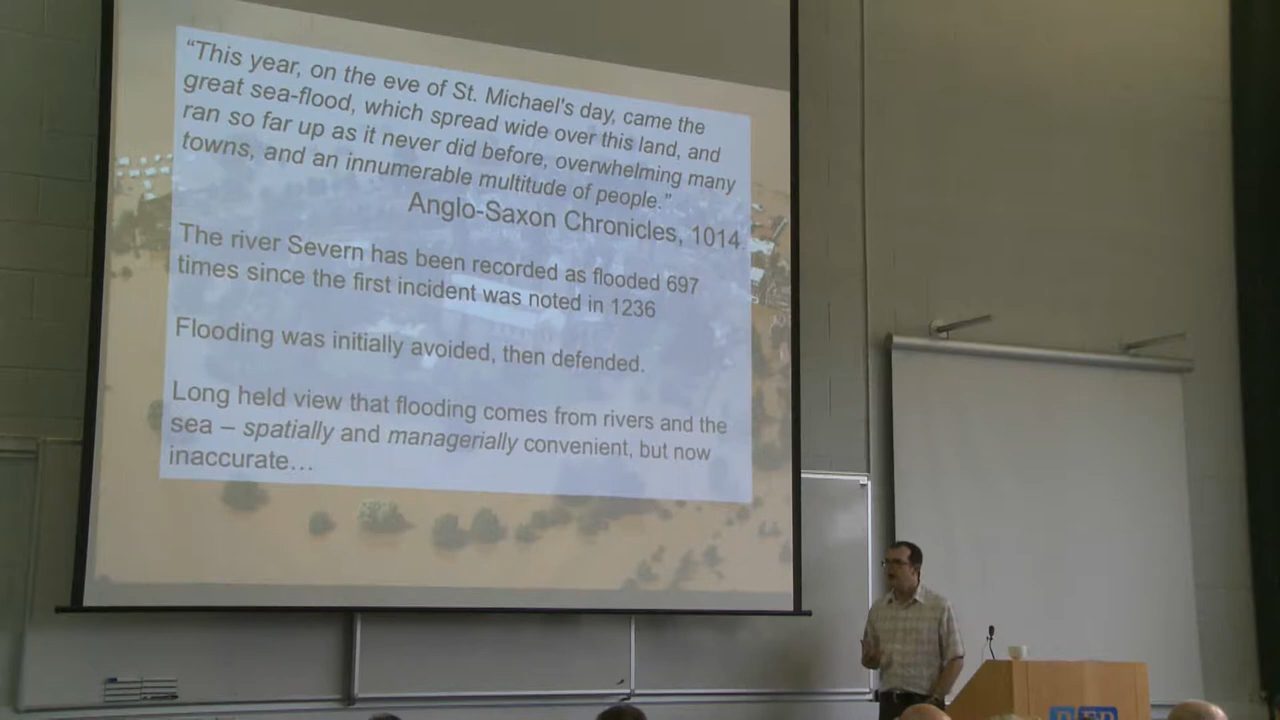 “This year, on the eve of St. Michael's day, came the
great sea-flood, which spread wide over this land, and
ran so far up as it never did before, overwhelming many
towns, and an innumerable multitude of people.”
Anglo-Saxon Chronicles, 1014.
The river Severn has been recorded as flooded 697
times since the first incident was noted in 1236
Flooding was initially avoided, then defended.
Long held view that flooding comes from rivers and the
sea – spatially and managerially convenient, but now
inaccurate…